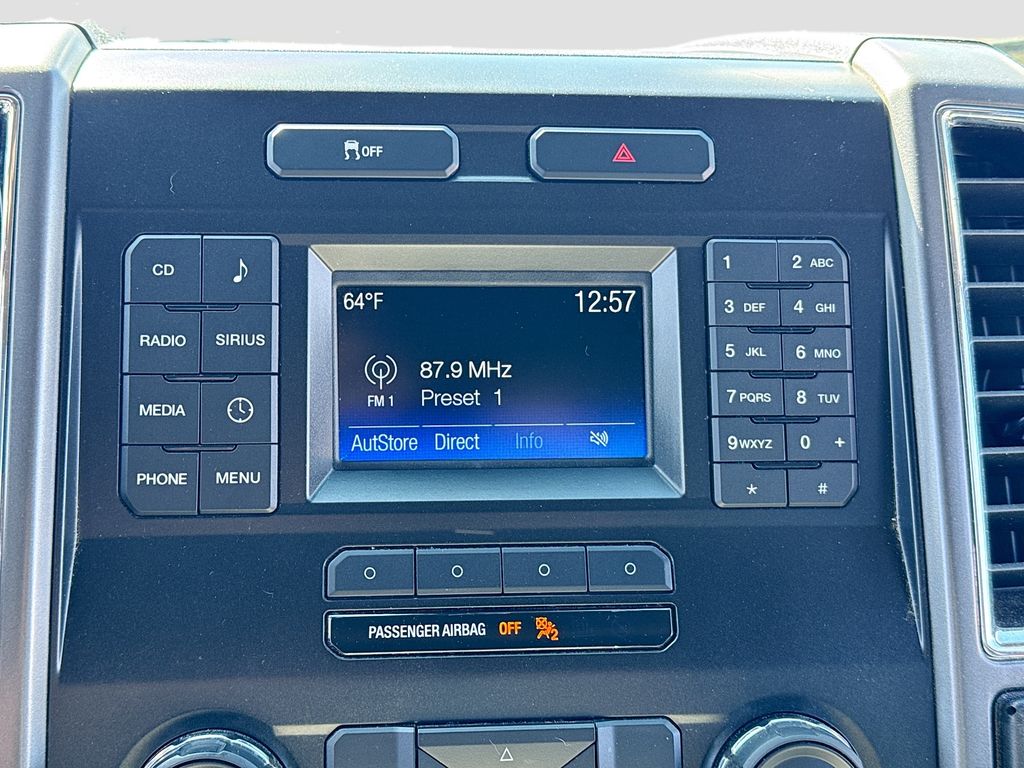 OFF
CD
RADIO SIRIUS
MEDIA
PHONE MENU
64°F 12:57
87.9 MHz
FM 1 Preset 1
AutStore Direct Info
1 2 ABC
3 DEF 4 GHI
5 JKL 6 MNO
7 PQRS 8 TUV
9 WXYZ 0 +
* #
PASSENGER AIRBAG OFF 2